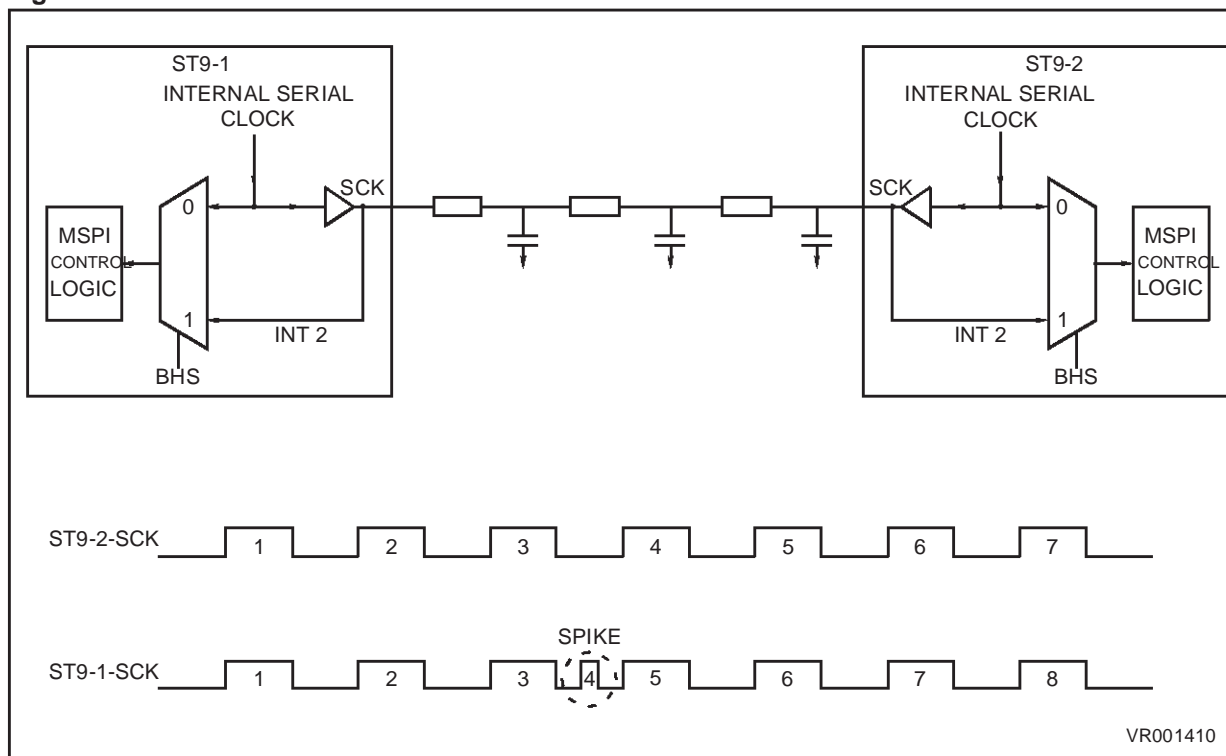 ST9-1
INTERNAL SERIAL
CLOCK
SCK
0
MSPI
CONTROL
LOGIC
1
INT 2
BHS
ST9-2
INTERNAL SERIAL
CLOCK
SCK
0
MSPI
CONTROL
LOGIC
1
INT 2
BHS
ST9-2-SCK 1 2 3 4 5 6 7
SPIKE
ST9-1-SCK 1 2 3 4 5 6 7 8
VR001410